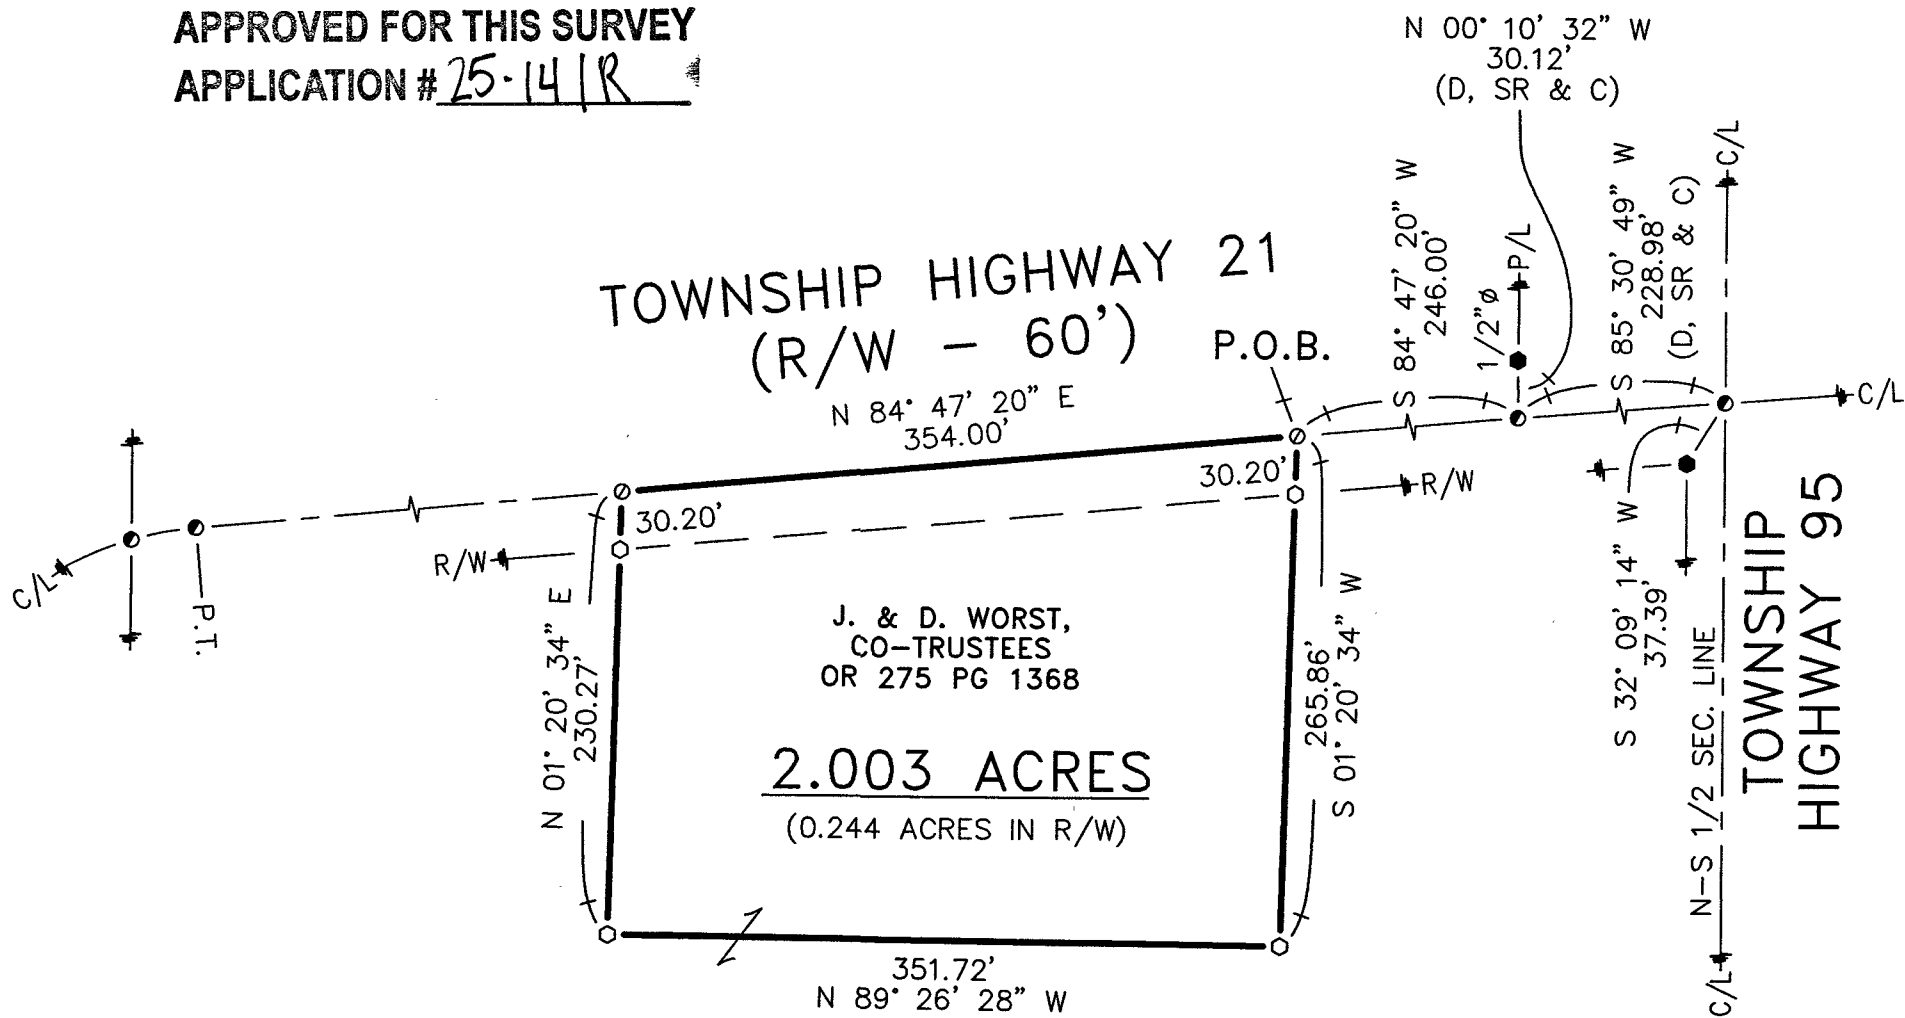 APPROVED FOR THIS SURVEY
APPLICATION # 25-141R
N 00° 10' 32" W
30.12'
(D, SR & C)
C/L
S 84° 47' 20" W
246.00'
1/2"ø
P/L
S 85° 30' 49" W
228.98'
(D, SR & C)
TOWNSHIP HIGHWAY 21
(R/W - 60')
P.O.B.
N 84° 47' 20" E
354.00'
C/L
30.20'
R/W
30.20'
R/W
C/L
P.T.
N 01° 20' 34" E
230.27'
J. & D. WORST,
CO-TRUSTEES
OR 275 PG 1368
2.003 ACRES
(0.244 ACRES IN R/W)
265.86'
S 01° 20' 34" W
S 32° 09' 14" W
37.39'
N-S 1/2 SEC. LINE
TOWNSHIP
HIGHWAY 95
351.72'
N 89° 26' 28" W
C/L